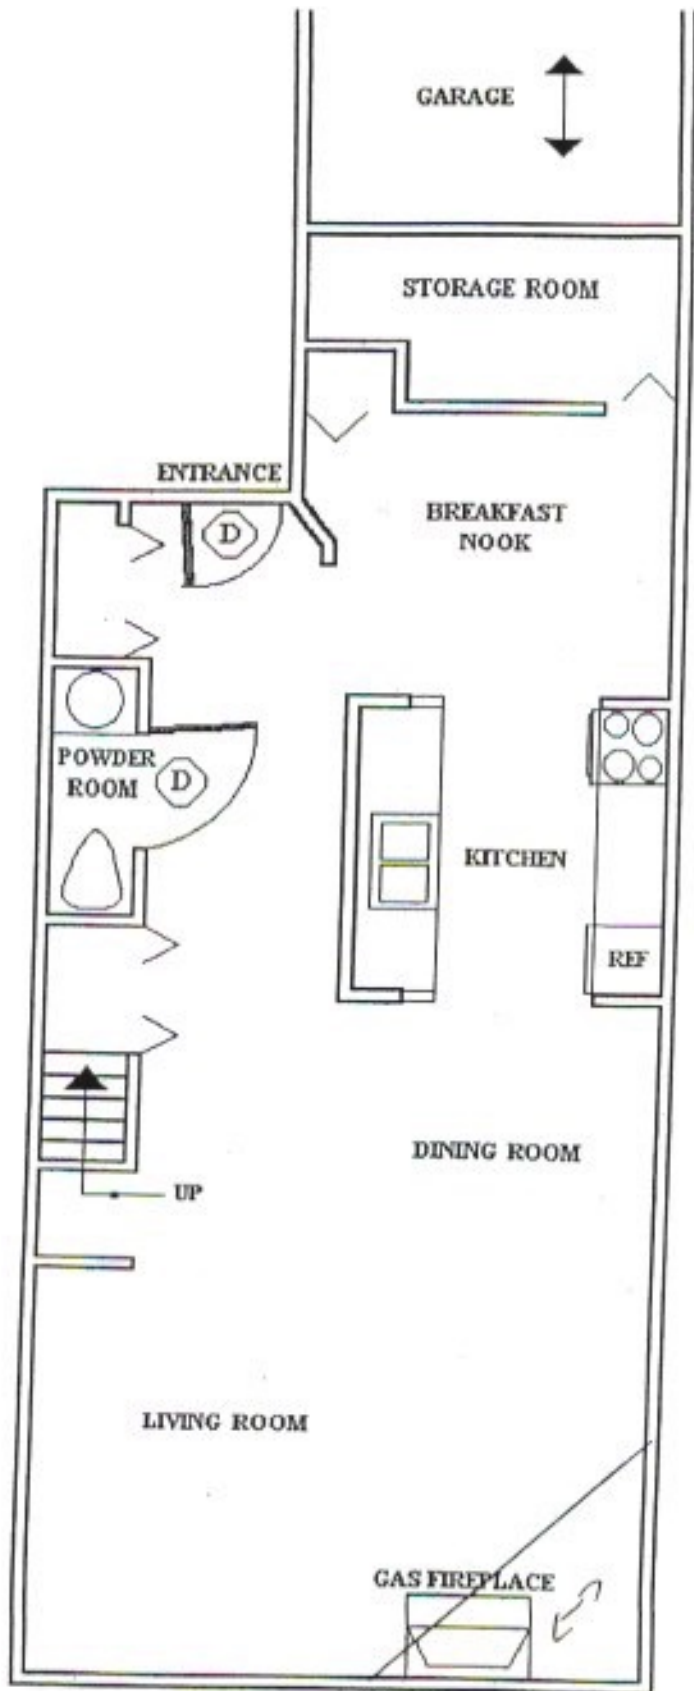 GARAGE
STORAGE ROOM
ENTRANCE
BREAKFAST
NOOK
D
POWDER
ROOM
D
KITCHEN
REF
DINING ROOM
UP
LIVING ROOM
GAS FIREPLACE